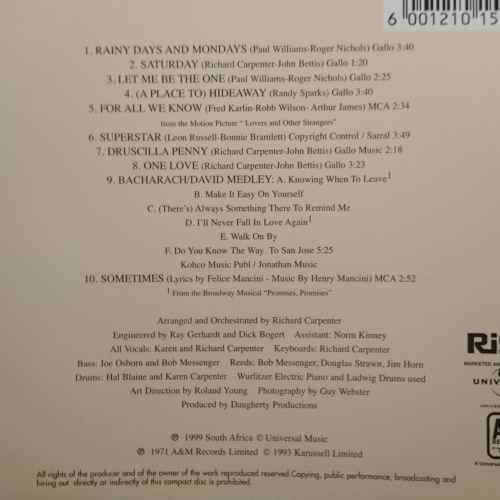 6 001210 15
1. RAINY DAYS AND MONDAYS (Paul Williams-Roger Nichols) Gallo 3:40
2. SATURDAY (Richard Carpenter-John Bettis) Gallo 1:20
3. LET ME BE THE ONE (Paul Williams-Roger Nichols) Gallo 2:25
4. (A PLACE TO) HIDEAWAY (Randy Sparks) Gallo 3:40
5. FOR ALL WE KNOW (Fred Karlin-Robb Wilson- Arthur James) MCA 2:34
from the Motion Picture " Lovers and Other Strangers"
6. SUPERSTAR (Leon Russell-Bonnie Bramlett) Copyright Control / Sarral 3:49
7. DRUSCILLA PENNY (Richard Carpenter-John Bettis) Gallo Music 2:18
8. ONE LOVE (Richard Carpenter-John Bettis) Gallo 3:23
9. BACHARACH/DAVID MEDLEY: A. Knowing When To Leave¹
B. Make It Easy On Yourself
C. (There's) Always Something There To Remind Me
D. I'll Never Fall In Love Again¹
E. Walk On By
F. Do You Know The Way To San Jose 5:25
Kohco Music Publ / Jonathan Music
10. SOMETIMES (Lyrics by Felice Mancini - Music By Henry Mancini) MCA 2:52
¹ From the Broadway Musical "Promises, Promises"
Arranged and Orchestrated by Richard Carpenter
Engineered by Ray Gerhardt and Dick Bogert Assistant: Norm Kinney
All Vocals: Karen and Richard Carpenter Keyboards: Richard Carpenter
Bass: Joe Osborn and Bob Messenger Reeds: Bob Messenger, Douglas Strawn, Jim Horn
Drums: Hal Blaine and Karen Carpenter Wurlitzer Electric Piano and Ludwig Drums used
Art Direction by Roland Young Photography by Guy Webster
Produced by Daugherty Productions
℗ 1999 South Africa © Universal Music
℗ 1971 A&M Records Limited © 1993 Karussell Limited
All rights of the producer and of the owner of the work reproduced reserved.Copying, public performance, broadcasting and
hiring out directly or indirectly of this compact disc is prohibited.
MARKETED
UNIV